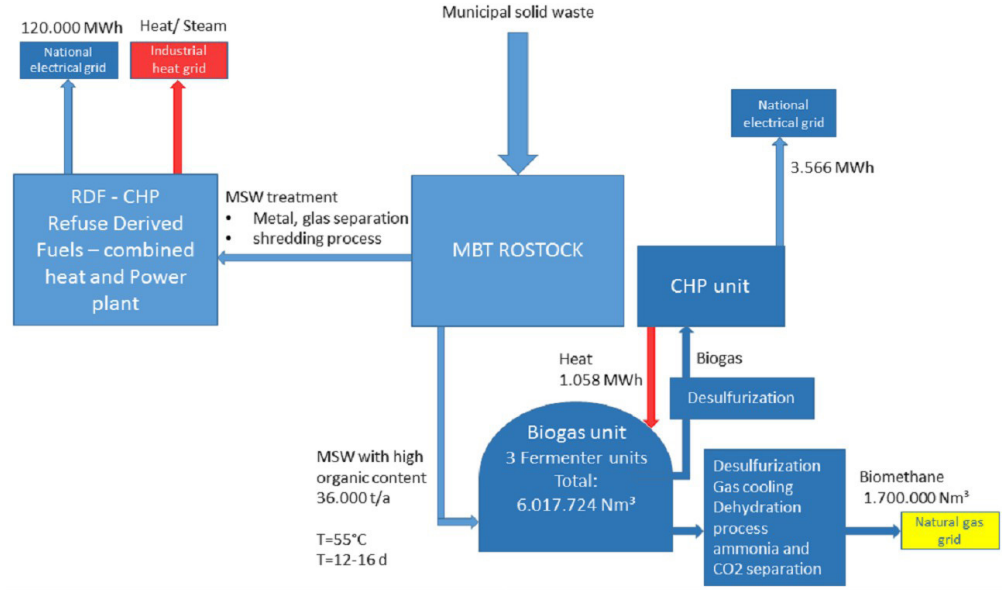 Municipal solid waste
120.000 MWh
Heat/ Steam
National
electrical grid
Industrial
heat grid
National
electrical grid
3.566 MWh
RDF - CHP
Refuse Derived
Fuels – combined
heat and Power
plant
MSW treatment
• Metal, glas separation
• shredding process
MBT ROSTOCK
CHP unit
Heat
1.058 MWh
Biogas
Desulfurization
MSW with high
organic content
36.000 t/a
T=55°C
T=12-16 d
Biogas unit
3 Fermenter units
Total:
6.017.724 Nm³
Desulfurization
Gas cooling
Dehydration
process
ammonia and
CO2 separation
Biomethane
1.700.000 Nm³
Natural gas
grid